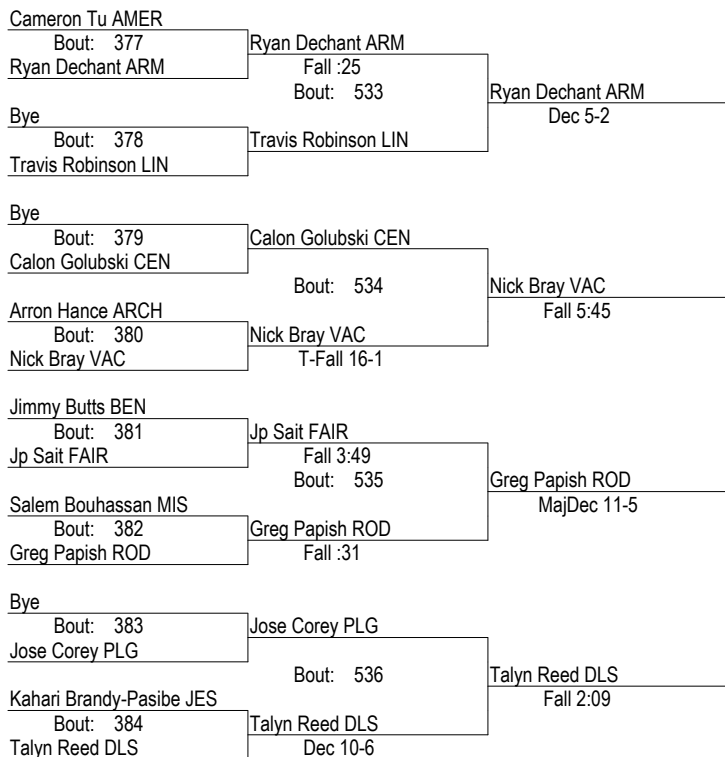 Cameron Tu AMER
Bout: 377
Ryan Dechant ARM
Ryan Dechant ARM
Fall :25
Bout: 533
Ryan Dechant ARM
Dec 5-2
Bye
Bout: 378
Travis Robinson LIN
Travis Robinson LIN
Bye
Bout: 379
Calon Golubski CEN
Calon Golubski CEN
Bout: 534
Nick Bray VAC
Fall 5:45
Arron Hance ARCH
Bout: 380
Nick Bray VAC
Nick Bray VAC
T-Fall 16-1
Jimmy Butts BEN
Bout: 381
Jp Sait FAIR
Jp Sait FAIR
Fall 3:49
Bout: 535
Greg Papish ROD
MajDec 11-5
Salem Bouhassan MIS
Bout: 382
Greg Papish ROD
Greg Papish ROD
Fall :31
Bye
Bout: 383
Jose Corey PLG
Jose Corey PLG
Bout: 536
Talyn Reed DLS
Fall 2:09
Kahari Brandy-Pasibe JES
Bout: 384
Talyn Reed DLS
Talyn Reed DLS
Dec 10-6